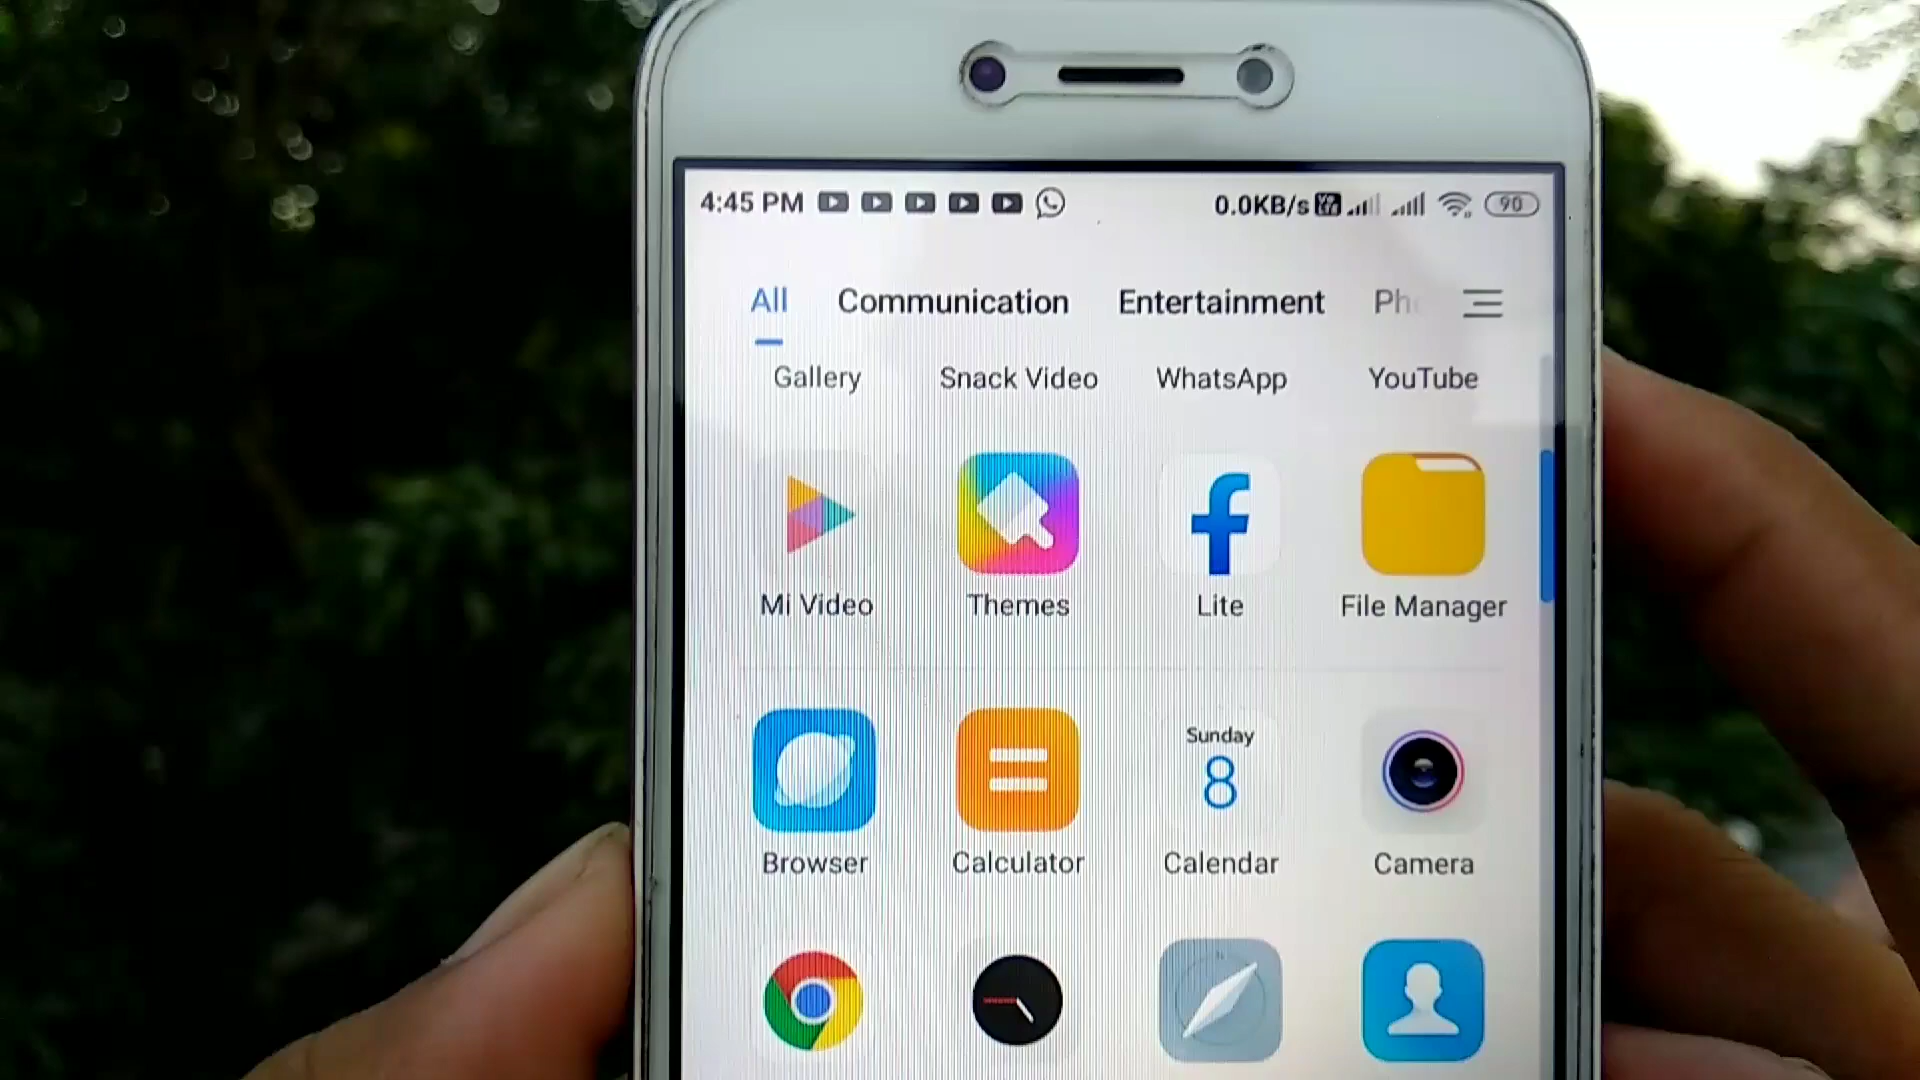 4:45 PM 0.0KB/s 90
All Communication Entertainment Ph
Gallery Snack Video WhatsApp YouTube
Mi Video Themes Lite File Manager
Sunday
8
Browser Calculator Calendar Camera